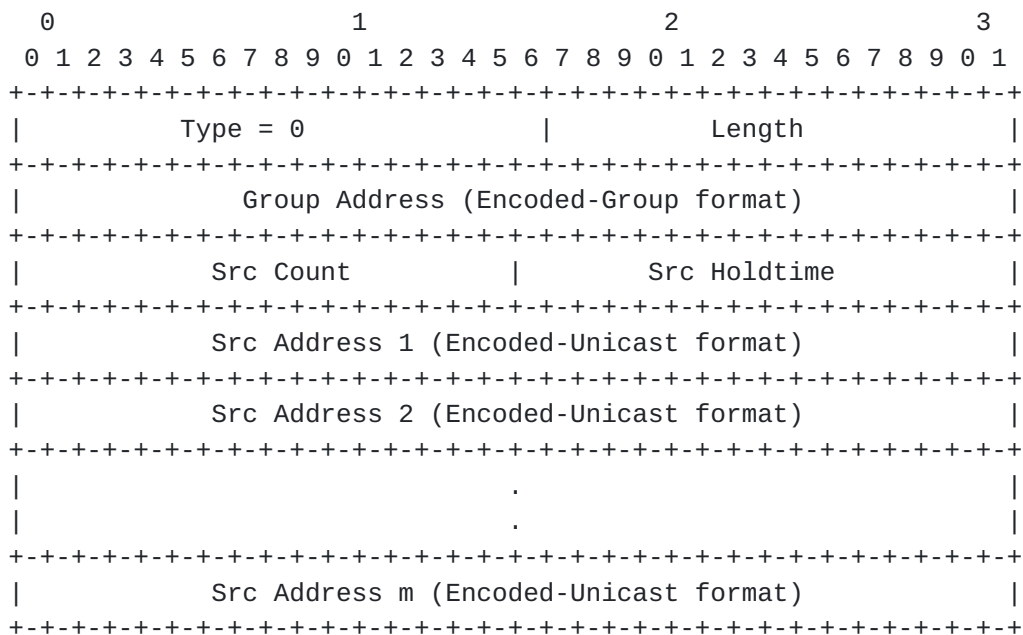 0                   1                   2                   3
 0 1 2 3 4 5 6 7 8 9 0 1 2 3 4 5 6 7 8 9 0 1 2 3 4 5 6 7 8 9 0 1
+-+-+-+-+-+-+-+-+-+-+-+-+-+-+-+-+-+-+-+-+-+-+-+-+-+-+-+-+-+-+-+-+
|          Type = 0               |          Length             |
+-+-+-+-+-+-+-+-+-+-+-+-+-+-+-+-+-+-+-+-+-+-+-+-+-+-+-+-+-+-+-+-+
|              Group Address (Encoded-Group format)             |
+-+-+-+-+-+-+-+-+-+-+-+-+-+-+-+-+-+-+-+-+-+-+-+-+-+-+-+-+-+-+-+-+
|            Src Count          |        Src Holdtime           |
+-+-+-+-+-+-+-+-+-+-+-+-+-+-+-+-+-+-+-+-+-+-+-+-+-+-+-+-+-+-+-+-+
|            Src Address 1 (Encoded-Unicast format)             |
+-+-+-+-+-+-+-+-+-+-+-+-+-+-+-+-+-+-+-+-+-+-+-+-+-+-+-+-+-+-+-+-+
|            Src Address 2 (Encoded-Unicast format)             |
+-+-+-+-+-+-+-+-+-+-+-+-+-+-+-+-+-+-+-+-+-+-+-+-+-+-+-+-+-+-+-+-+
|                               .                               |
|                               .                               |
+-+-+-+-+-+-+-+-+-+-+-+-+-+-+-+-+-+-+-+-+-+-+-+-+-+-+-+-+-+-+-+-+
|            Src Address m (Encoded-Unicast format)             |
+-+-+-+-+-+-+-+-+-+-+-+-+-+-+-+-+-+-+-+-+-+-+-+-+-+-+-+-+-+-+-+-+